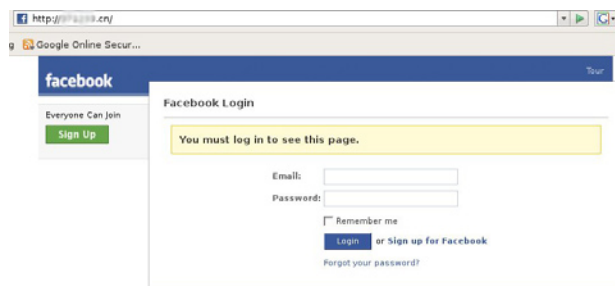 http:// .cn/
g Google Online Secur...
facebook
Tour
Everyone Can Join
Sign Up
Facebook Login
You must log in to see this page.
Email:
Password:
Remember me
Login or Sign up for Facebook
Forgot your password?